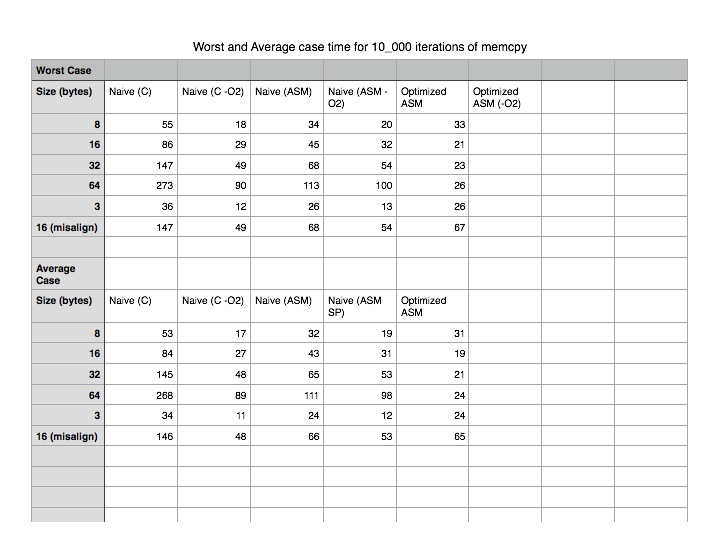 Worst and Average case time for 10_000 iterations of memcpy
Worst Case
Size (bytes) Naive (C) Naive (C -O2) Naive (ASM) Naive (ASM - O2) Optimized ASM Optimized ASM (-O2)
8 55 18 34 20 33
16 86 29 45 32 21
32 147 49 68 54 23
64 273 90 113 100 26
3 36 12 26 13 26
16 (misalign) 147 49 68 54 67
Average
Case
Size (bytes) Naive (C) Naive (C -O2) Naive (ASM) Naive (ASM SP) Optimized ASM
8 53 17 32 19 31
16 84 27 43 31 19
32 145 48 65 53 21
64 268 89 111 98 24
3 34 11 24 12 24
16 (misalign) 146 48 66 53 65